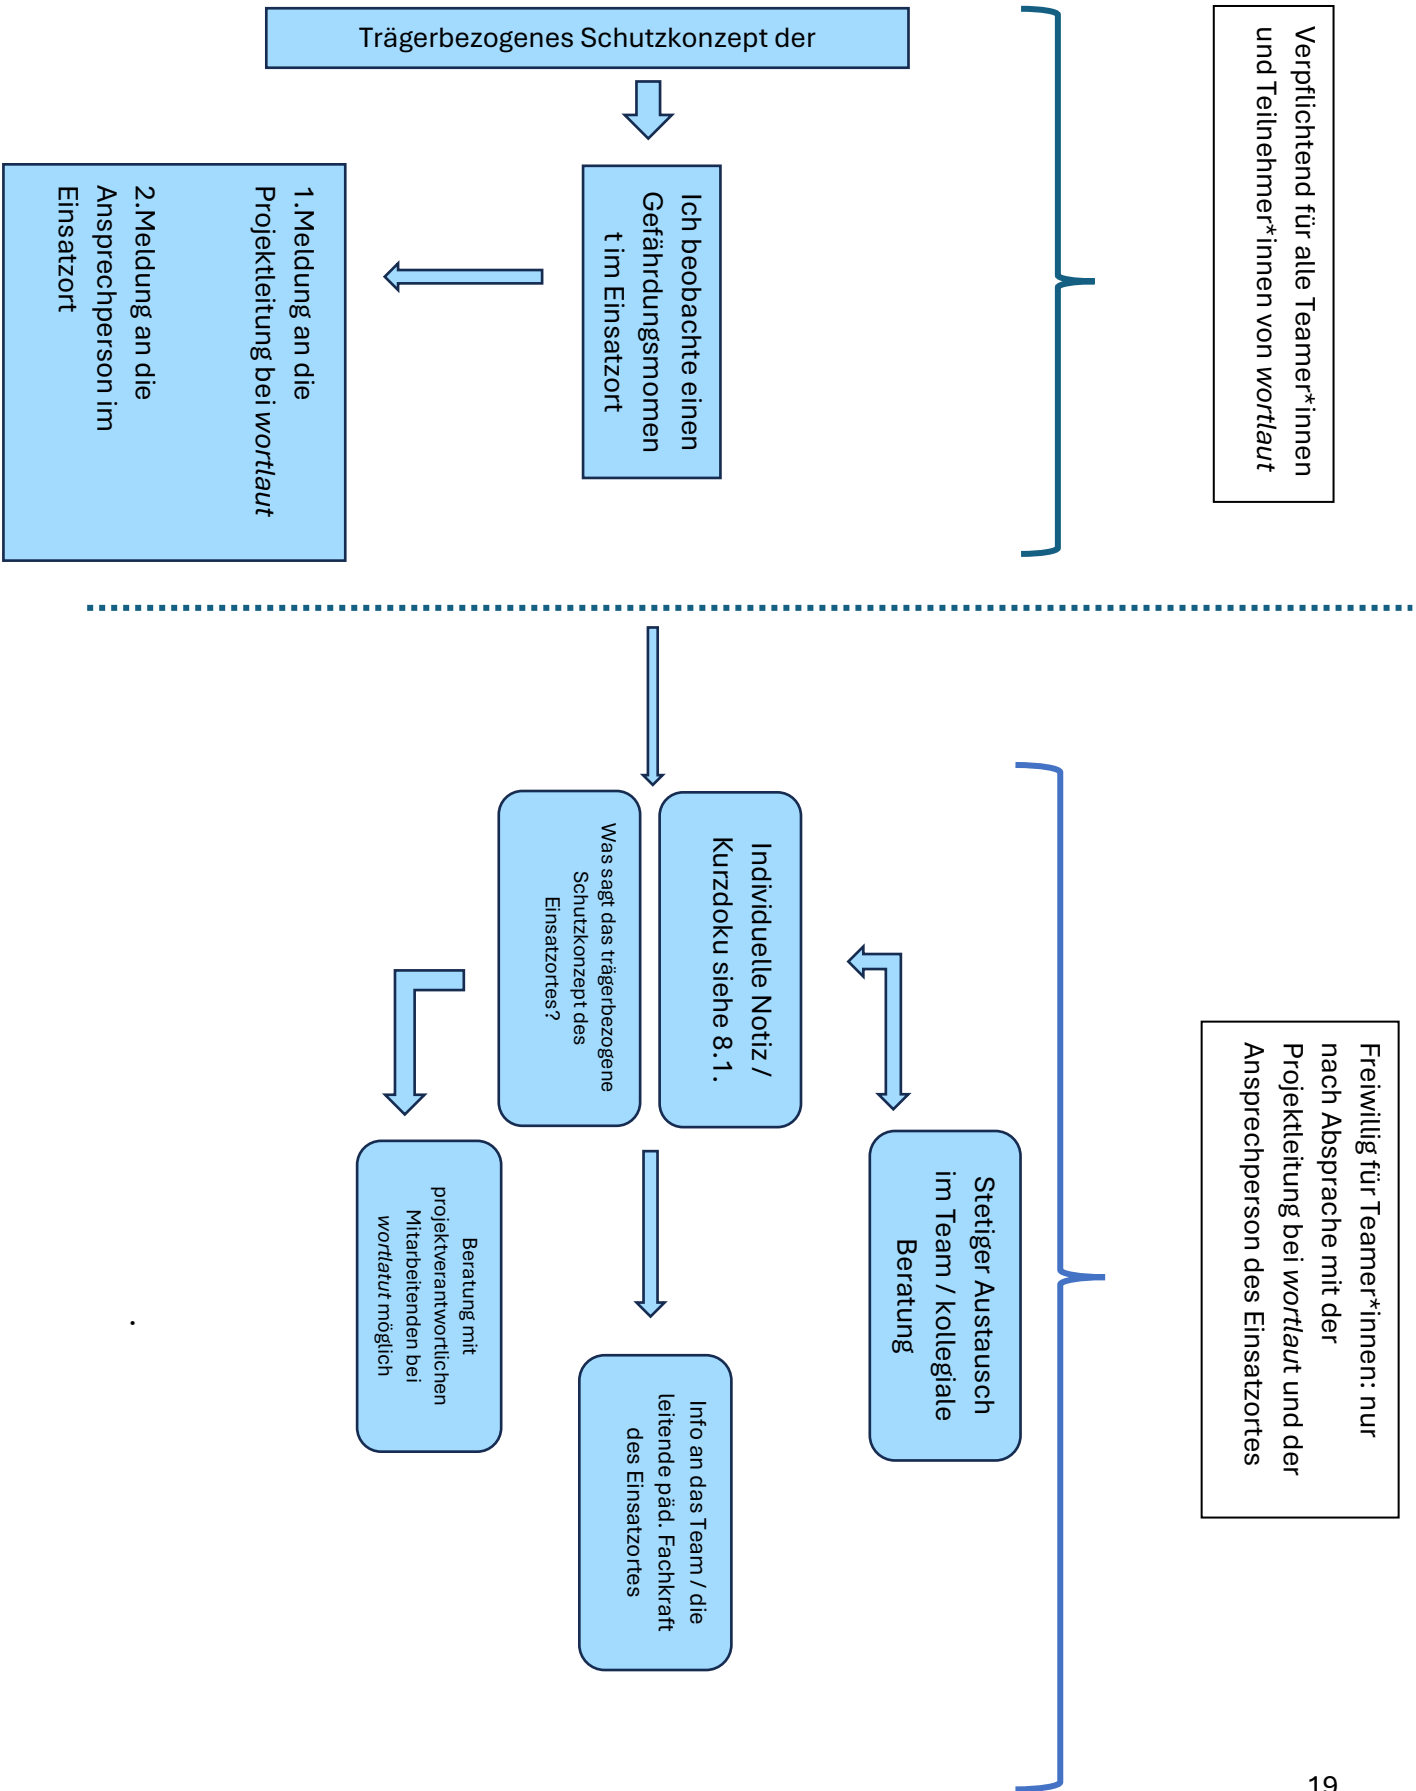 Trägerbezogenes Schutzkonzept der
Verpflichtend für alle Teamer*innen
und Teilnehmer*innen von wortlaut
Ich beobachte einen
Gefährdungsmomen
t im Einsatzort
1.Meldung an die
Projektleitung bei wortlaut
2.Meldung an die
Ansprechperson im
Einsatzort
Freiwillig für Teamer*innen: nur
nach Absprache mit der
Projektleitung bei wortlaut und der
Ansprechperson des Einsatzortes
Individuelle Notiz /
Kurzdoku siehe 8.1.
Was sagt das trägerbezogene
Schutzkonzept des
Einsatzortes?
Stetiger Austausch
im Team / kollegiale
Beratung
Info an das Team / die
leitende päd. Fachkraft
des Einsatzortes
Beratung mit
projektverantwortlichen
Mitarbeitenden bei
wortlatut möglich
.
19